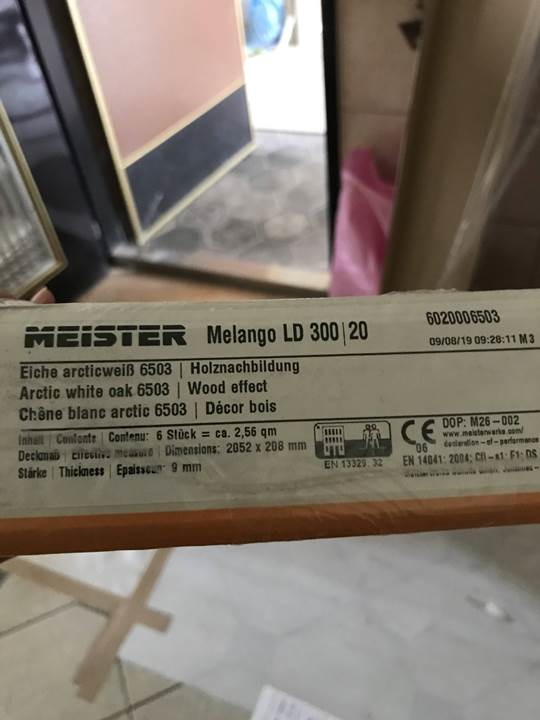 MEISTER Melango LD 300|20
6020006503
09/08/19 09:28:11 M3
Eiche arcticweiß 6503 | Holznachbildung
Arctic white oak 6503 | Wood effect
Chêne blanc arctic 6503 | Décor bois
Inhalt | Contents | Contenu: 6 Stück = ca. 2,56 qm
Deckmaß | Effective measure | Dimensions: 2052 x 208 mm
Stärke | Thickness | Epaisseur: 9 mm
EN 13329. 32
CE
06
DOP: M26-002
www.meisterwerke.com/
declaration-of-performance
EN 14041: 2004; Cfl-s1: E1: DS